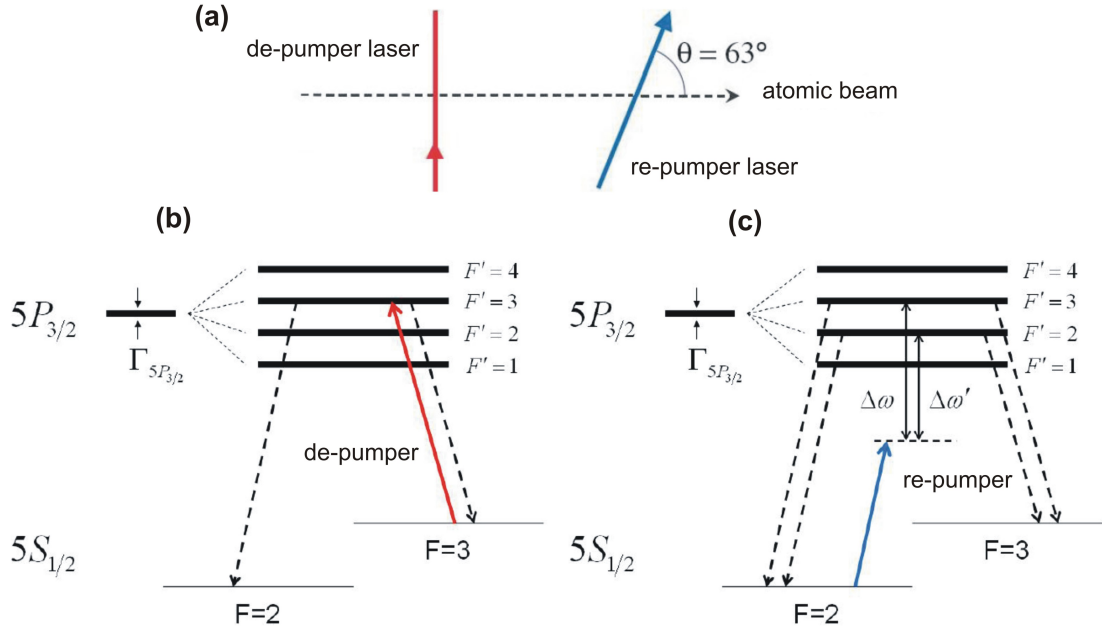 (a)
de-pumper laser
θ = 63°
atomic beam
re-pumper laser
(b)
F' = 4
F' = 3
F' = 2
F' = 1
5P3/2
Γ5P3/2
de-pumper
F=3
5S1/2
F=2
(c)
F' = 4
F' = 3
F' = 2
F' = 1
5P3/2
Γ5P3/2
Δω
Δω'
re-pumper
F=3
5S1/2
F=2